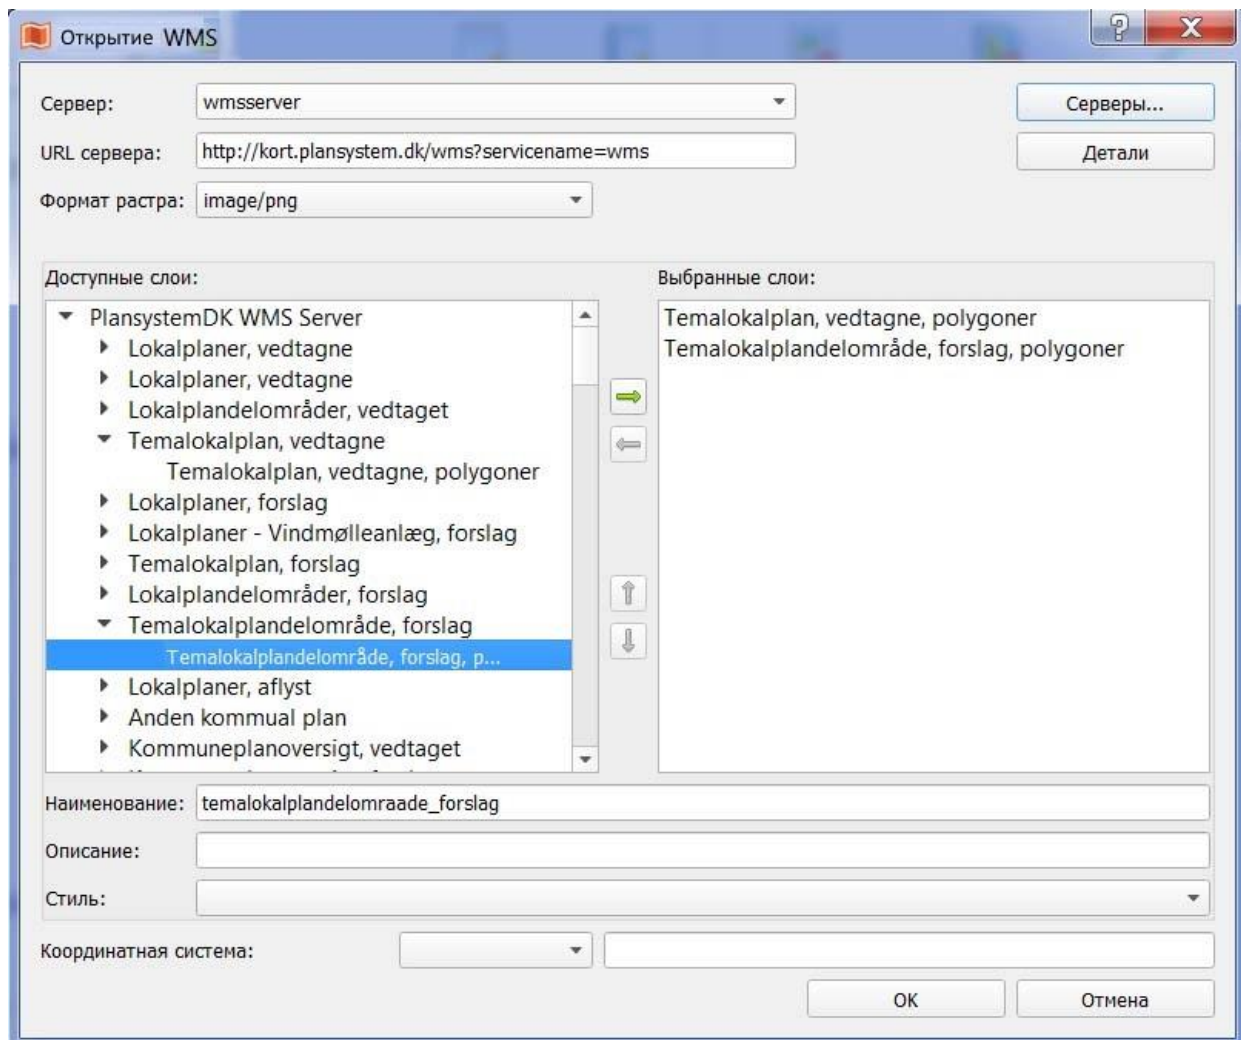 Открытие WMS
Сервер: wmsserver Серверы...
URL сервера: http://kort.plansystem.dk/wms?servicename=wms Детали
Формат растра: image/png
Доступные слои:
PlansystemDK WMS Server
Lokalplaner, vedtagne
Lokalplaner, vedtagne
Lokalplandelområder, vedtaget
Temalokalplan, vedtagne
Temalokalplan, vedtagne, polygoner
Lokalplaner, forslag
Lokalplaner - Vindmølleanlæg, forslag
Temalokalplan, forslag
Lokalplandelområder, forslag
Temalokalplandelområde, forslag
Temalokalplandelområde, forslag, p...
Lokalplaner, aflyst
Anden kommual plan
Kommuneplanoversigt, vedtaget
Выбранные слои:
Temalokalplan, vedtagne, polygoner
Temalokalplandelområde, forslag, polygoner
Наименование: temalokalplandelomraade_forslag
Описание:
Стиль:
Координатная система:
OK Отмена